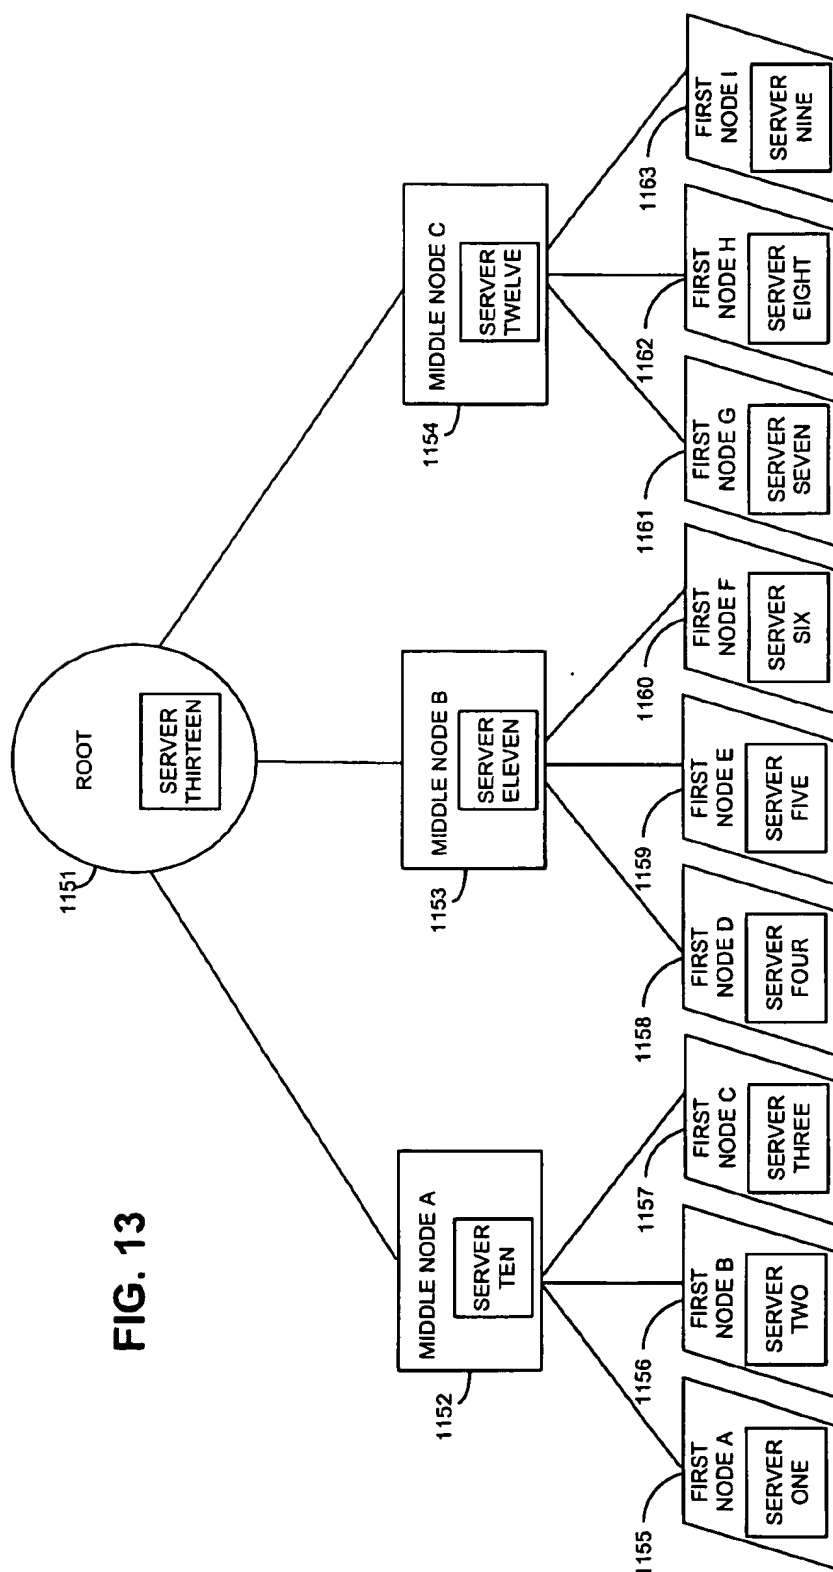 FIG. 13
1151
ROOT
SERVER
THIRTEEN
1152
MIDDLE NODE A
SERVER
TEN
1153
MIDDLE NODE B
SERVER
ELEVEN
1154
MIDDLE NODE C
SERVER
TWELVE
1155
FIRST
NODE A
SERVER
ONE
1156
FIRST
NODE B
SERVER
TWO
1157
FIRST
NODE C
SERVER
THREE
1158
FIRST
NODE D
SERVER
FOUR
1159
FIRST
NODE E
SERVER
FIVE
1160
FIRST
NODE F
SERVER
SIX
1161
FIRST
NODE G
SERVER
SEVEN
1162
FIRST
NODE H
SERVER
EIGHT
1163
FIRST
NODE I
SERVER
NINE